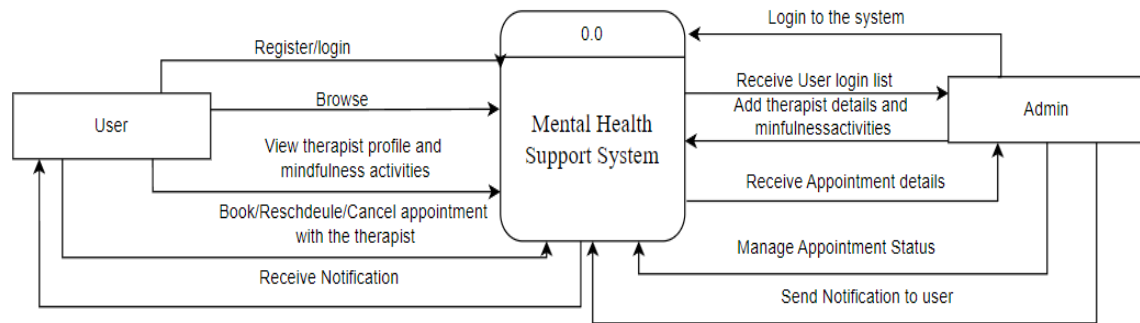 Login to the system
0.0
Register/login
Receive User login list
Browse
Add therapist details and
minfulnessactivities
User
Admin
Mental Health
Support System
View therapist profile and
mindfulness activities
Receive Appointment details
Book/Reschdeule/Cancel appointment
with the therapist
Manage Appointment Status
Receive Notification
Send Notification to user